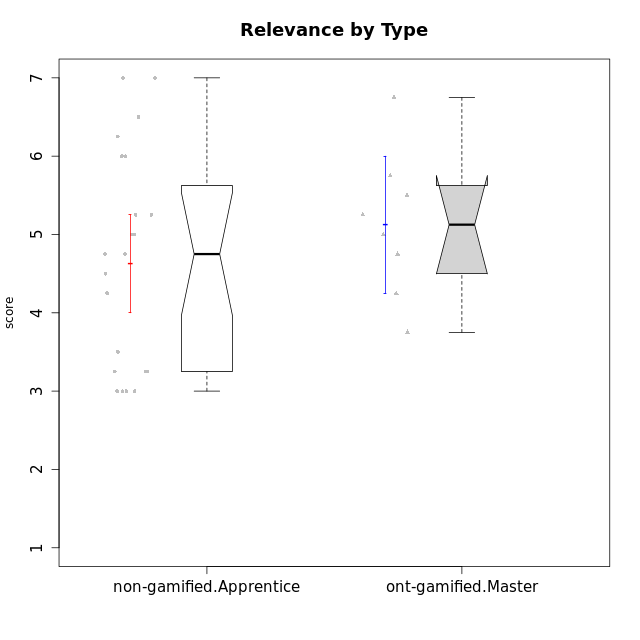 Relevance by Type
7
6
5
4
3
2
1
score
non-gamified.Apprentice
ont-gamified.Master